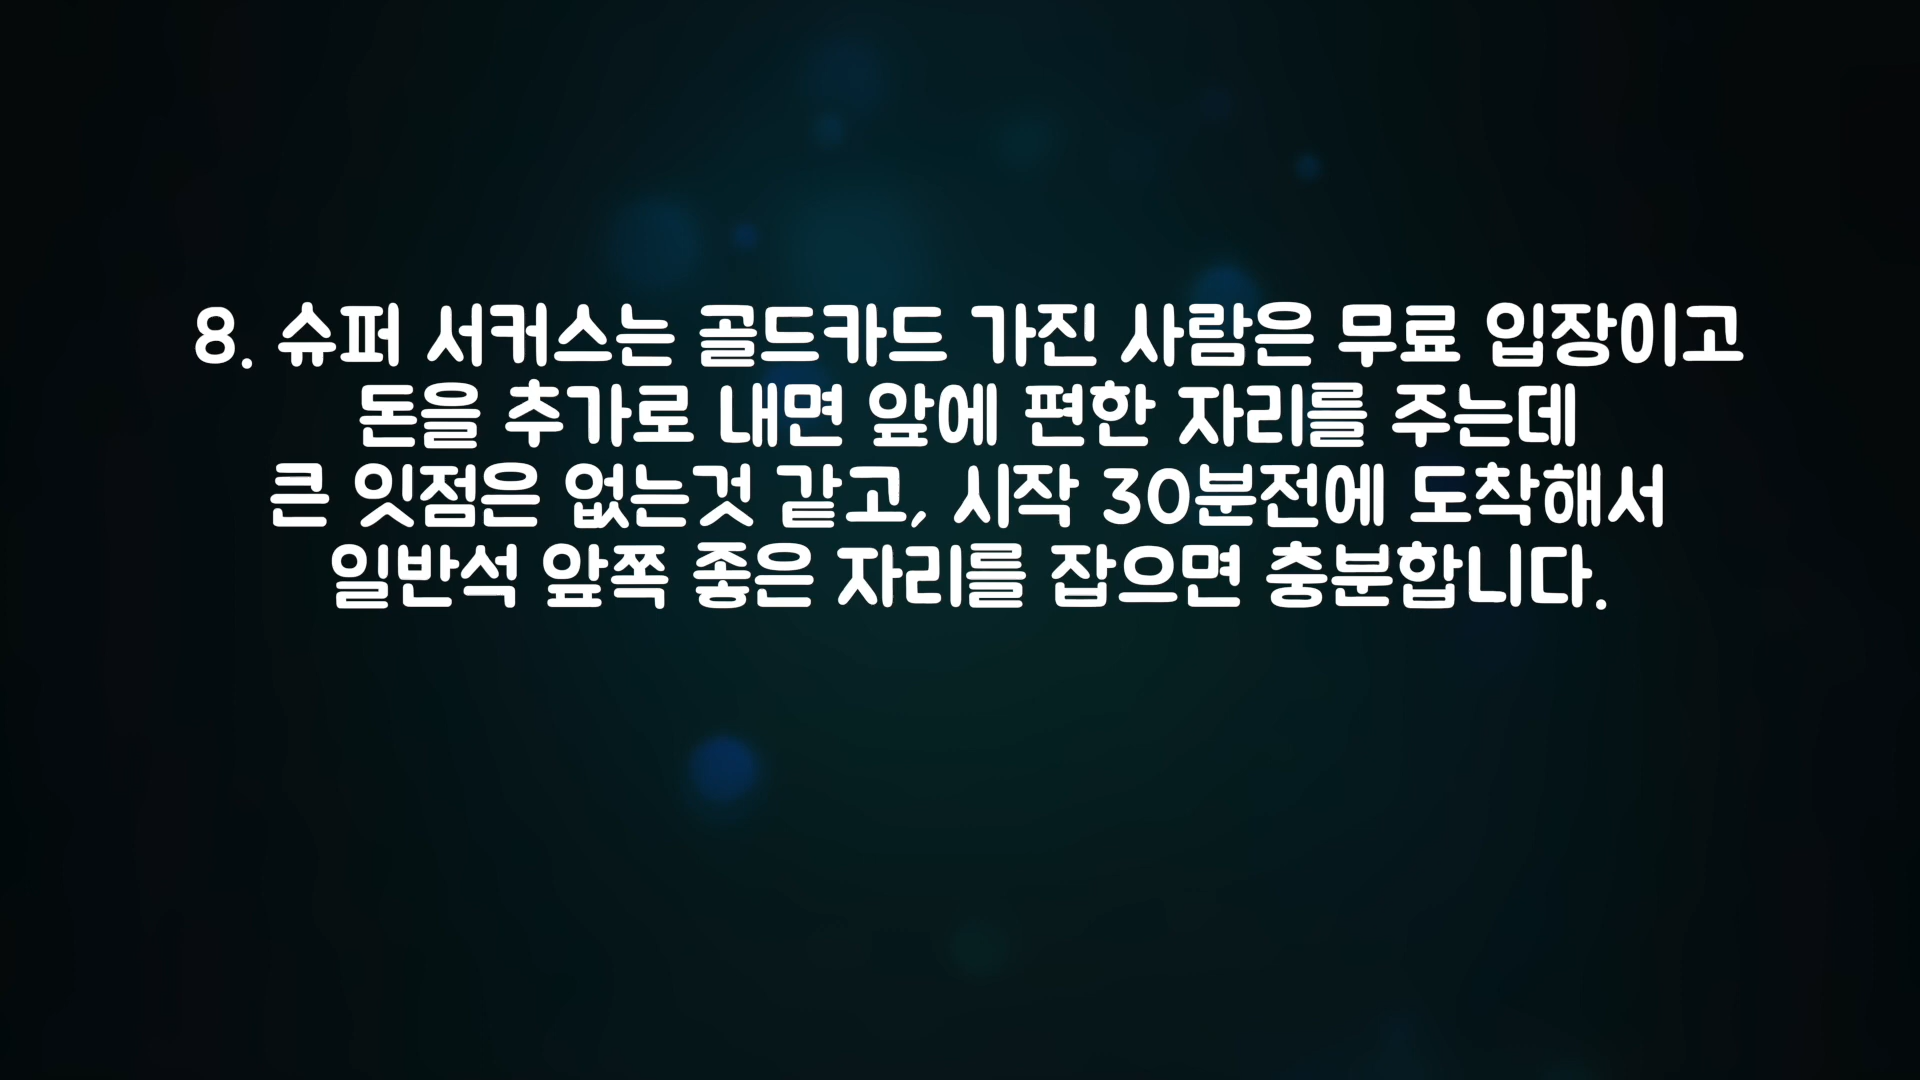 8. 슈퍼 서커스는 골드카드 가진 사람은 무료 입장이고
돈을 추가로 내면 앞에 편한 자리를 주는데
큰 잇점은 없는것 같고, 시작 30분전에 도착해서
일반석 앞쪽 좋은 자리를 잡으면 충분합니다.